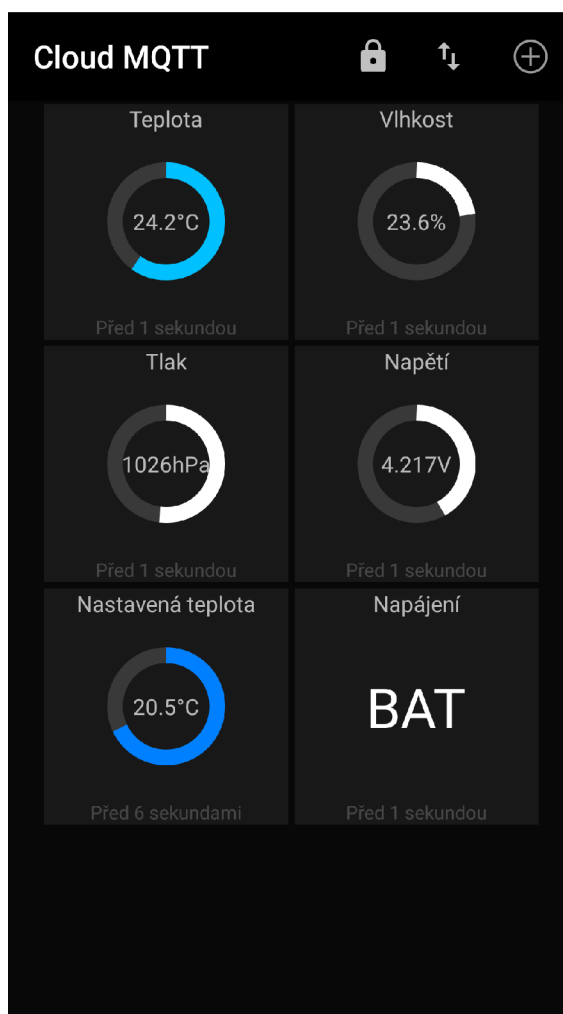 Cloud MQTT
Teplota
Vlhkost
24.2°C
23.6%
Před 1 sekundou
Před 1 sekundou
Tlak
Napětí
1026hPa
4.217V
Před 1 sekundou
Před 1 sekundou
Nastavená teplota
Napájení
20.5°C
BAT
Před 6 sekundami
Před 1 sekundou